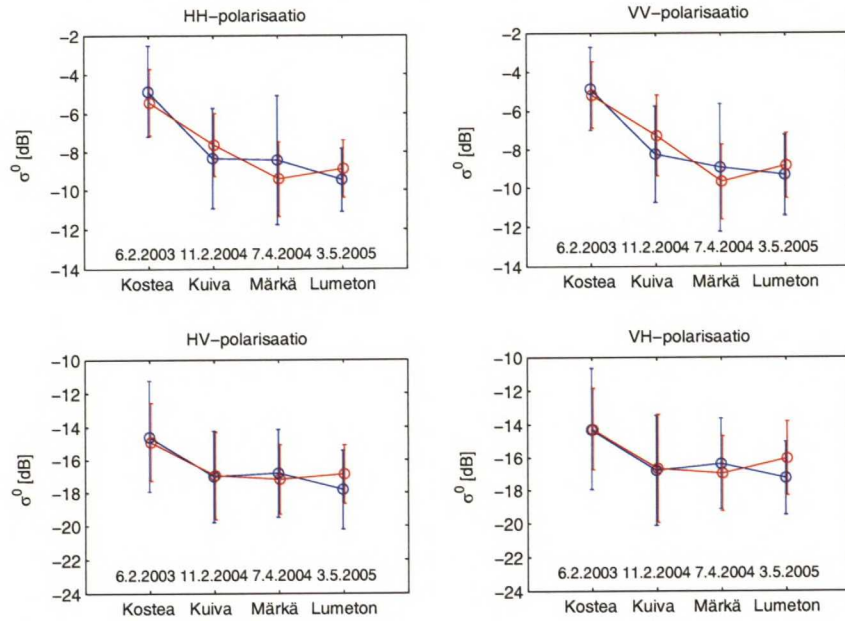 HH–polarisaatio
σ⁰ [dB]
−2
−4
−6
−8
−10
−12
−14
6.2.2003 11.2.2004 7.4.2004 3.5.2005
Kostea Kuiva Märkä Lumeton
VV–polarisaatio
σ⁰ [dB]
−2
−4
−6
−8
−10
−12
−14
6.2.2003 11.2.2004 7.4.2004 3.5.2005
Kostea Kuiva Märkä Lumeton
HV–polarisaatio
σ⁰ [dB]
−10
−12
−14
−16
−18
−20
−22
−24
6.2.2003 11.2.2004 7.4.2004 3.5.2005
Kostea Kuiva Märkä Lumeton
VH–polarisaatio
σ⁰ [dB]
−10
−12
−14
−16
−18
−20
−22
−24
6.2.2003 11.2.2004 7.4.2004 3.5.2005
Kostea Kuiva Märkä Lumeton